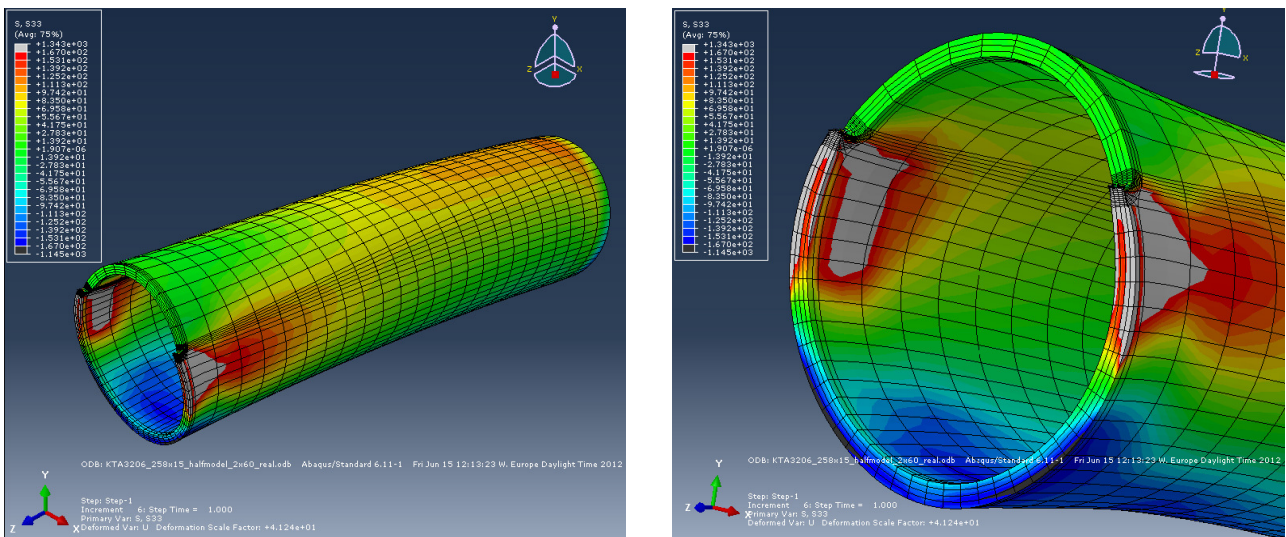 S, S33
(Avg: 75%)
+1.343e+03
+1.670e+02
+1.531e+02
+1.392e+02
+1.252e+02
+1.113e+02
+9.742e+01
+8.350e+01
+6.958e+01
+5.567e+01
+4.175e+01
+2.783e+01
+1.392e+01
+1.907e-06
-1.392e+01
-2.783e+01
-4.175e+01
-5.567e+01
-6.958e+01
-8.350e+01
-9.742e+01
-1.113e+02
-1.252e+02
-1.392e+02
-1.531e+02
-1.670e+02
-1.145e+03
Y
Z
X
ODB: KTA3206_258x15_halfmodel_2x60_real.odb Abaqus/Standard 6.11-1 Fri Jun 15 12:13:23 W. Europe Daylight Time 2012
Y
Z
X
Step: Step-1
Increment 6: Step Time = 1.000
Primary Var: S, S33
Deformed Var: U Deformation Scale Factor: +4.124e+01
S, S33
(Avg: 75%)
+1.343e+03
+1.670e+02
+1.531e+02
+1.392e+02
+1.252e+02
+1.113e+02
+9.742e+01
+8.350e+01
+6.958e+01
+5.567e+01
+4.175e+01
+2.783e+01
+1.392e+01
+1.907e-06
-1.392e+01
-2.783e+01
-4.175e+01
-5.567e+01
-6.958e+01
-8.350e+01
-9.742e+01
-1.113e+02
-1.252e+02
-1.392e+02
-1.531e+02
-1.670e+02
-1.145e+03
Y
Z
X
ODB: KTA3206_258x15_halfmodel_2x60_real.odb Abaqus/Standard 6.11-1 Fri Jun 15 12:13:23 W. Europe Daylight Time 2012
Y
Z
X
Step: Step-1
Increment 6: Step Time = 1.000
Primary Var: S, S33
Deformed Var: U Deformation Scale Factor: +4.124e+01